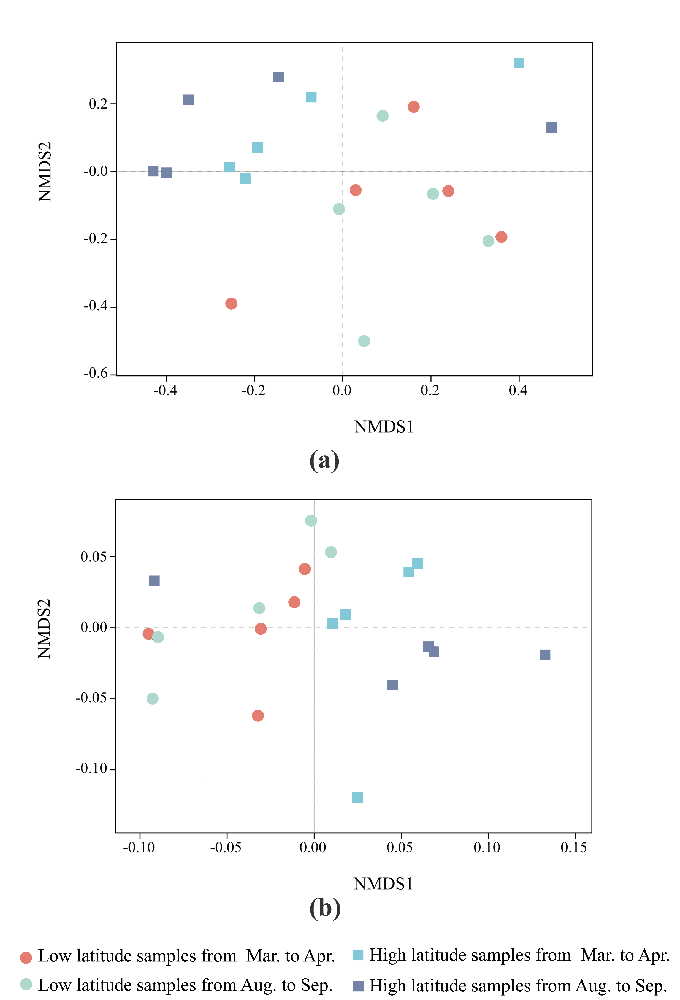 0.2
-0.0
-0.2
-0.4
-0.6
NMDS2
-0.4 -0.2 0.0 0.2 0.4
NMDS1
(a)
0.05
0.00
-0.05
-0.10
NMDS2
-0.10 -0.05 0.00 0.05 0.10 0.15
NMDS1
(b)
Low latitude samples from Mar. to Apr. High latitude samples from Mar. to Apr.
Low latitude samples from Aug. to Sep. High latitude samples from Aug. to Sep.